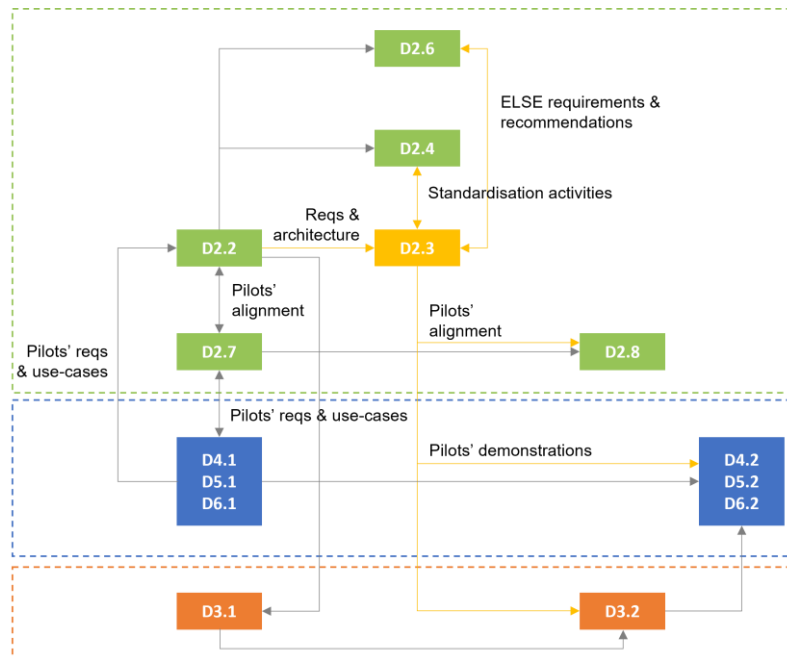 D2.6
ELSE requirements &
recommendations
D2.4
Standardisation activities
Reqs &
architecture
D2.2
D2.3
Pilots'
alignment
Pilots'
alignment
Pilots' reqs
& use-cases
D2.7
D2.8
Pilots' reqs & use-cases
D4.1
D5.1
D6.1
Pilots' demonstrations
D4.2
D5.2
D6.2
D3.1
D3.2